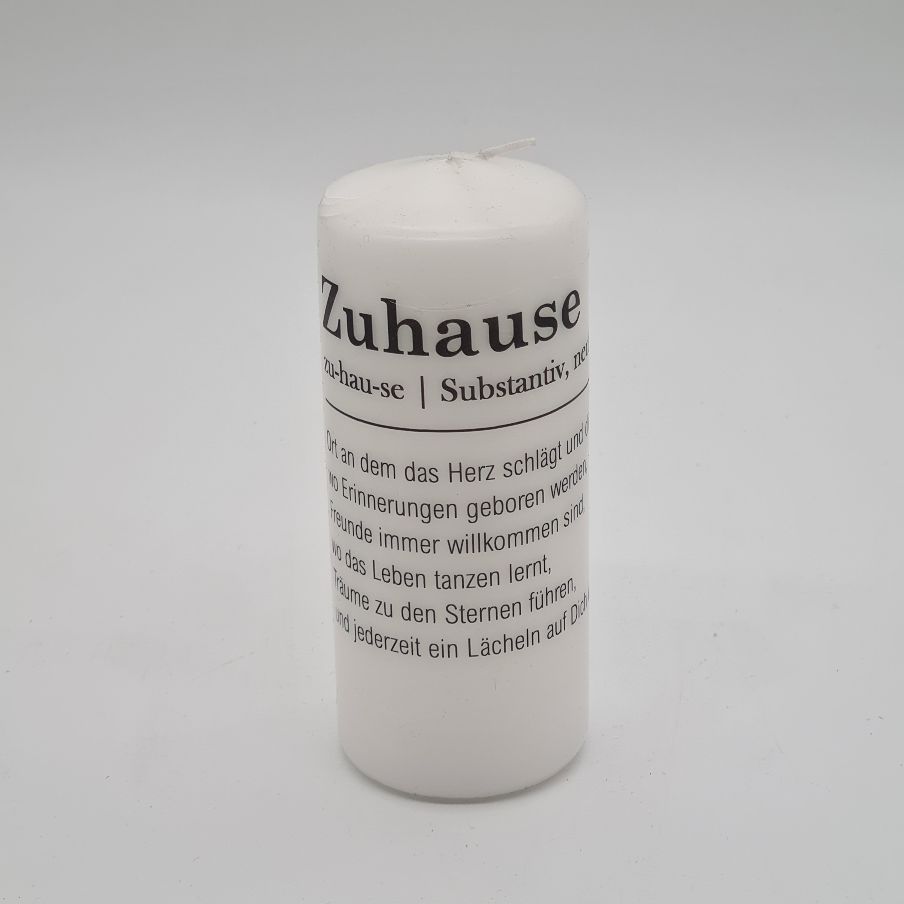 Zuhause
zu-hau-se | Substantiv,
Ort an dem das Herz schlägt und
wo Erinnerungen geboren werden,
Freunde immer willkommen sind,
wo das Leben tanzen lernt,
Träume zu den Sternen führen,
und jederzeit ein Lächeln auf Dich